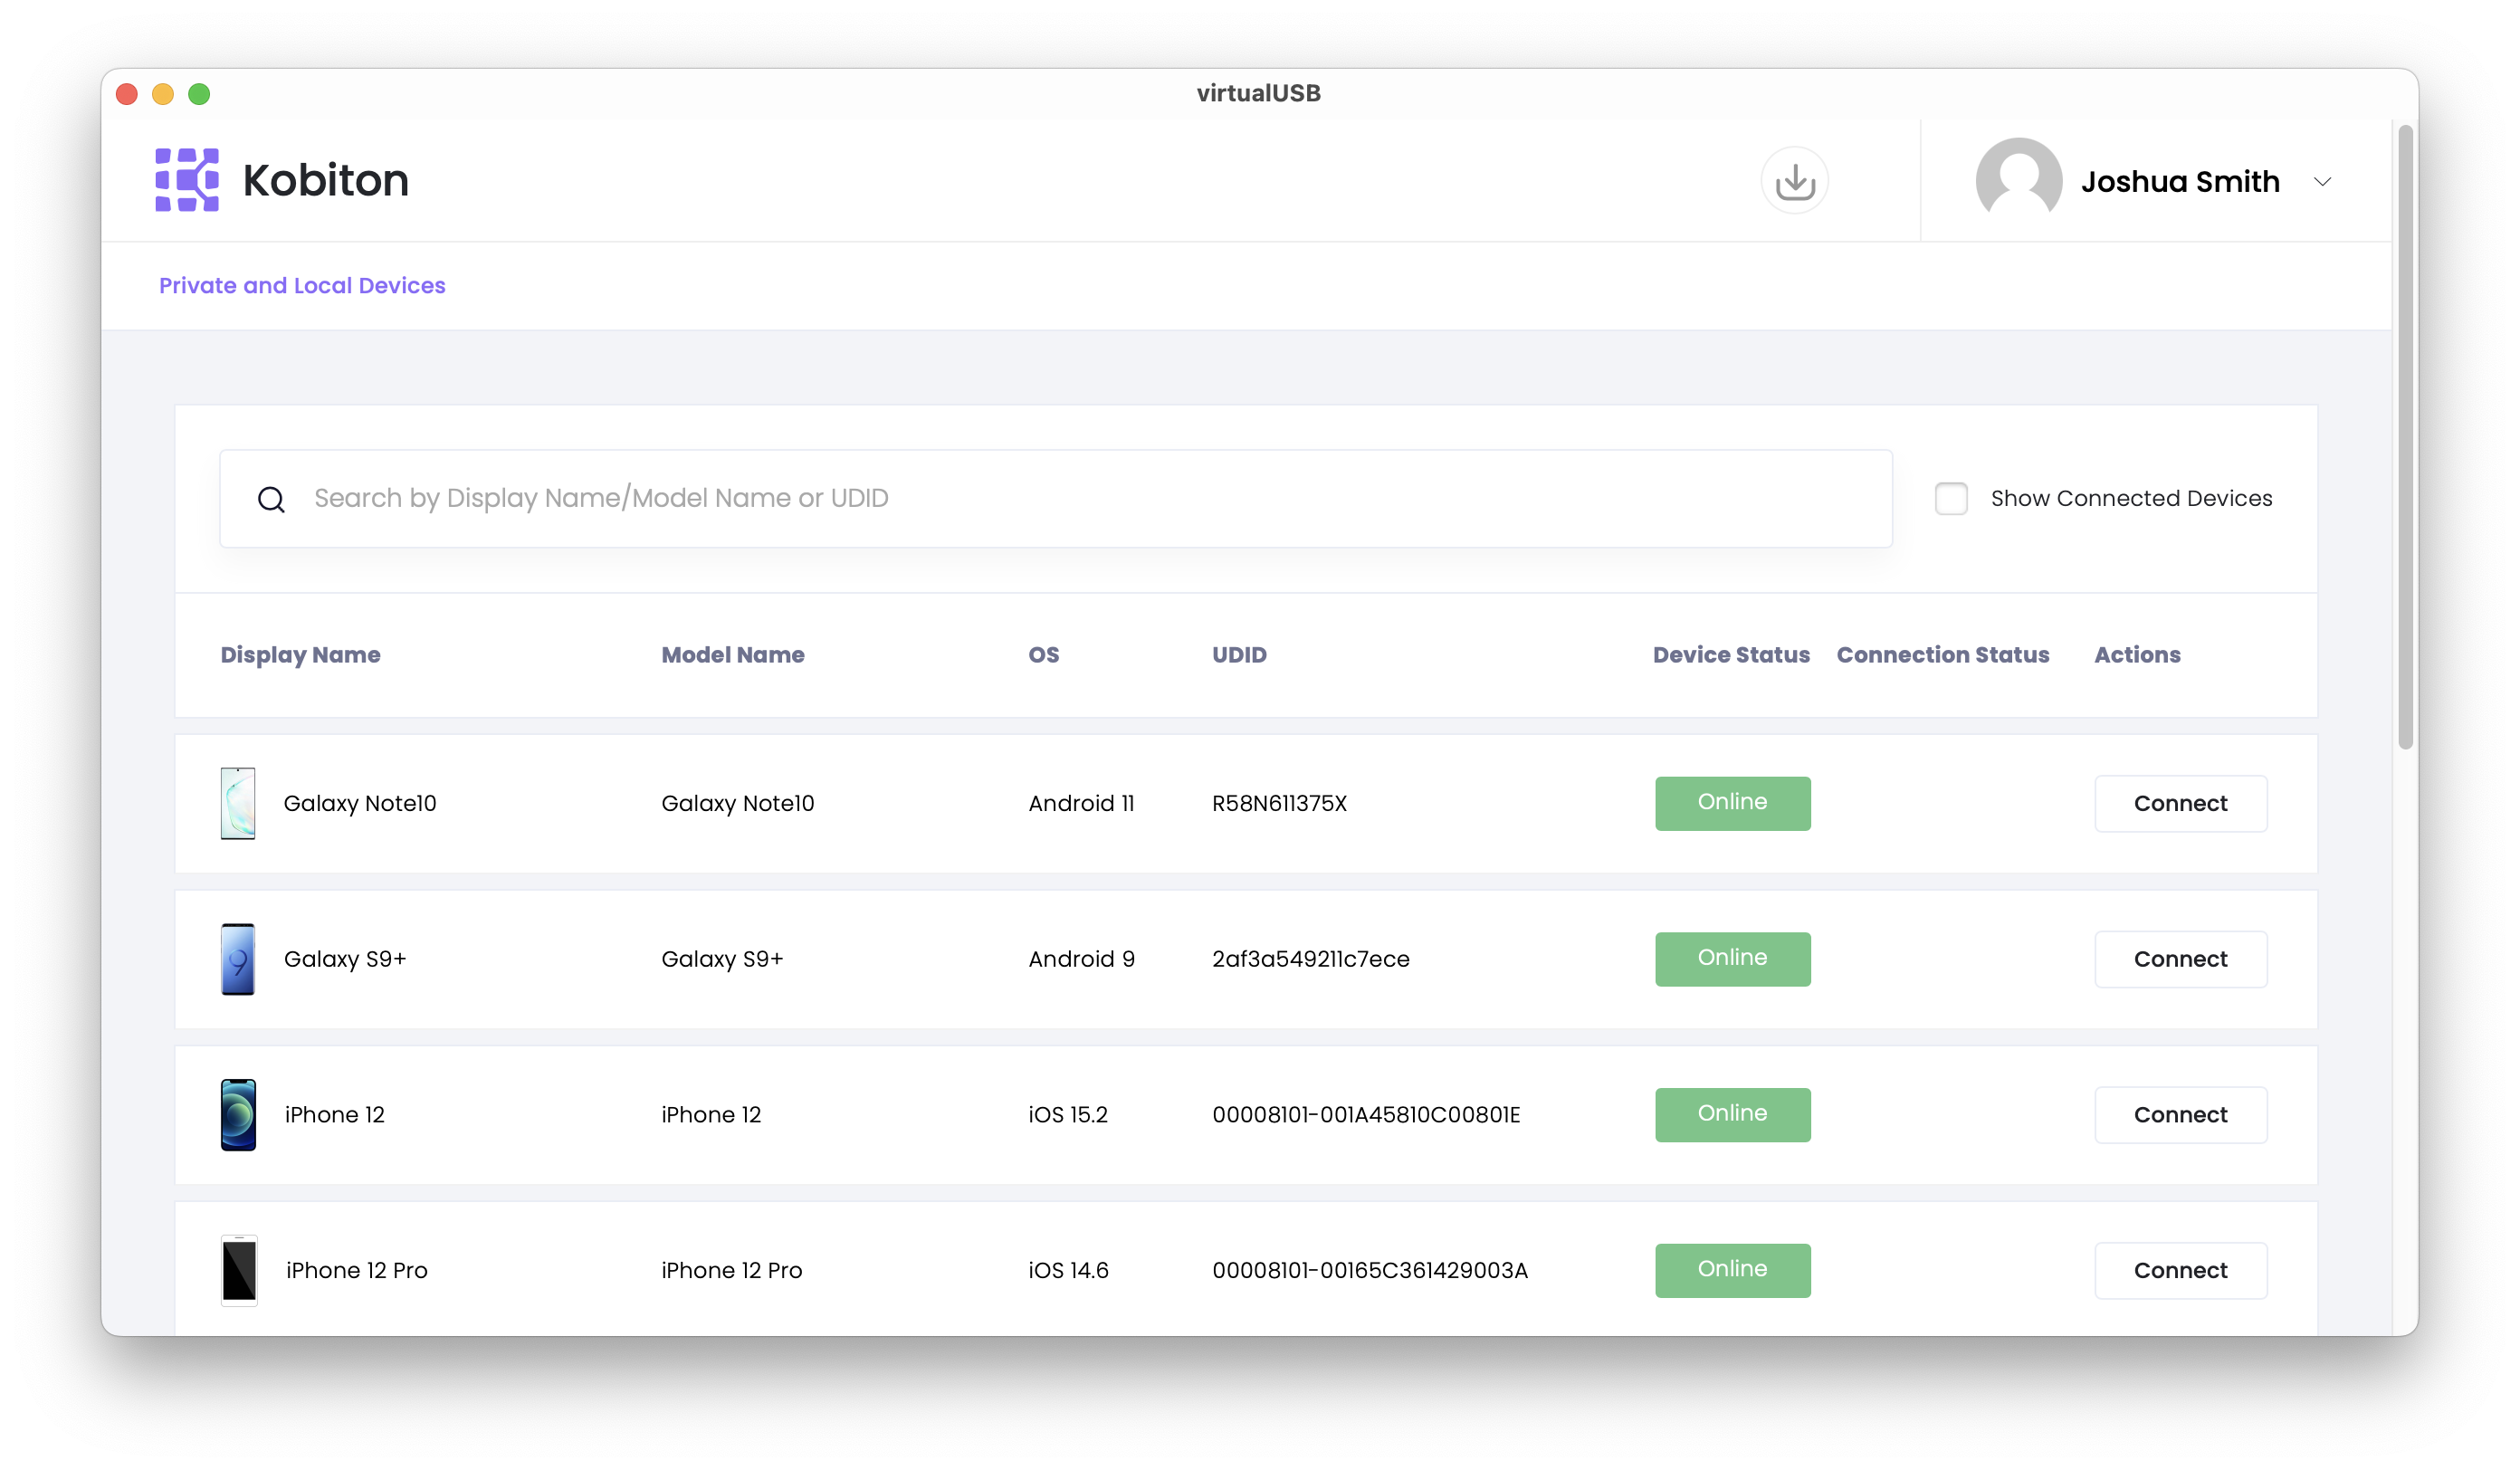 virtualUSB
Kobiton
Joshua Smith
Private and Local Devices
Search by Display Name/Model Name or UDID
Show Connected Devices
Display Name Model Name OS UDID Device Status Connection Status Actions
Galaxy Note10 Galaxy Note10 Android 11 R58N611375X Online Connect
9
Galaxy S9+ Galaxy S9+ Android 9 2af3a549211c7ece Online Connect
iPhone 12 iPhone 12 iOS 15.2 00008101-001A45810C00801E Online Connect
iPhone 12 Pro iPhone 12 Pro iOS 14.6 00008101-00165C361429003A Online Connect